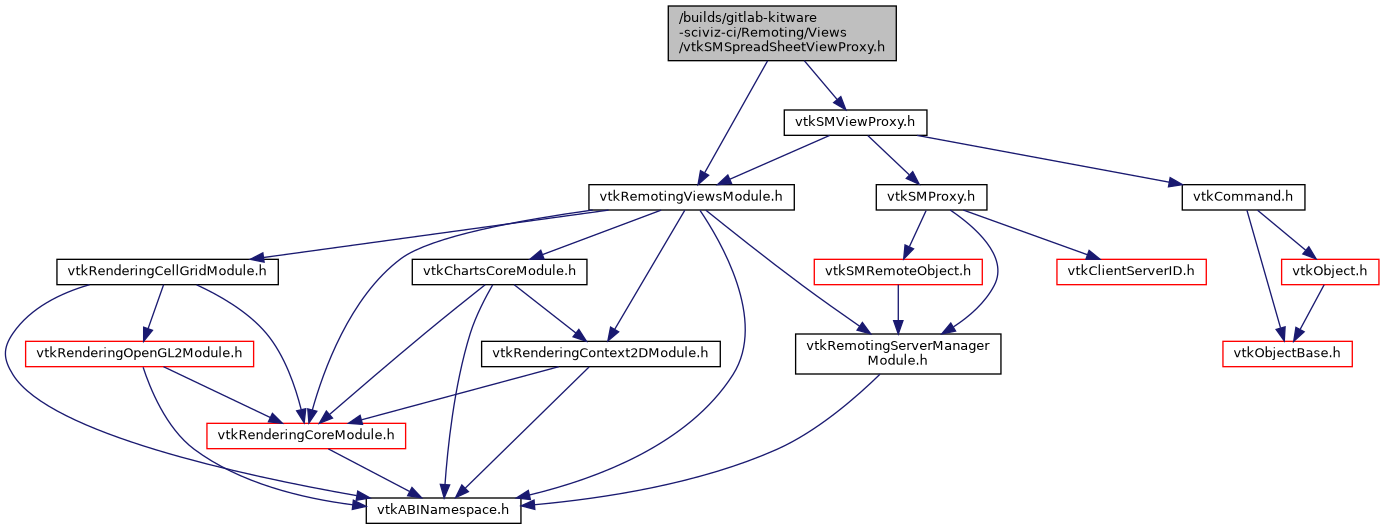 /builds/gitlab-kitware
-sciviz-ci/Remoting/Views
/vtkSMSpreadSheetViewProxy.h
vtkSMViewProxy.h
vtkRemotingViewsModule.h
vtkSMProxy.h
vtkCommand.h
vtkRenderingCellGridModule.h
vtkChartsCoreModule.h
vtkSMRemoteObject.h
vtkClientServerID.h
vtkObject.h
vtkRenderingOpenGL2Module.h
vtkRenderingContext2DModule.h
vtkRemotingServerManager
Module.h
vtkObjectBase.h
vtkRenderingCoreModule.h
vtkABINamespace.h